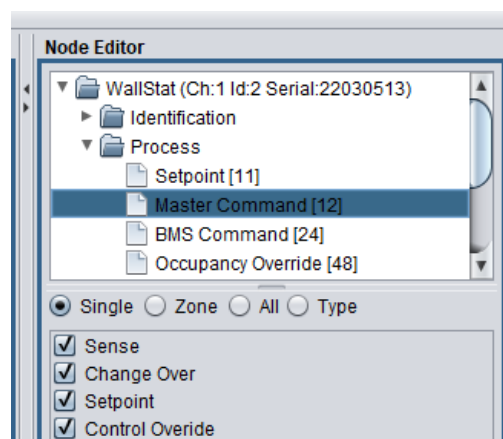 Node Editor
WallStat (Ch:1 Id:2 Serial:22030513)
Identification
Process
Setpoint [11]
Master Command [12]
BMS Command [24]
Occupancy Override [48]
Single Zone All Type
Sense
Change Over
Setpoint
Control Overide